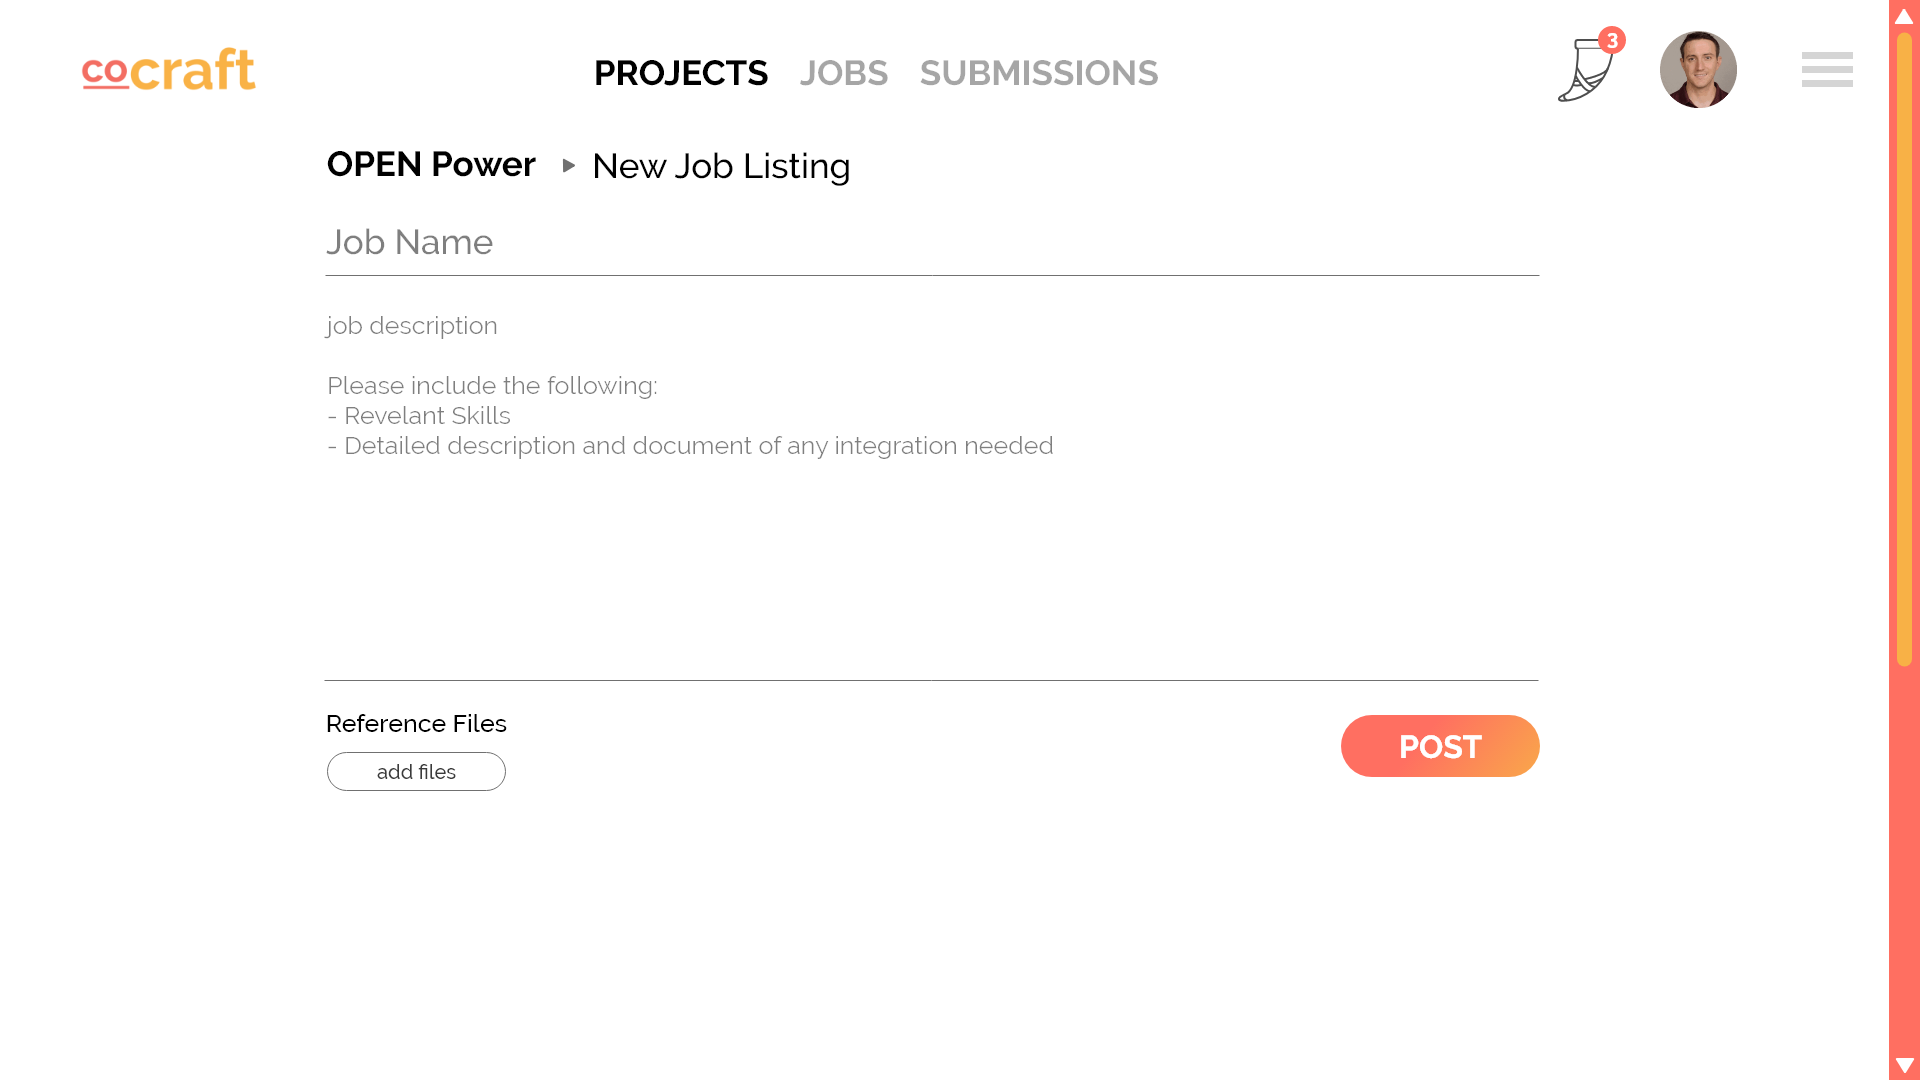 cocraft
PROJECTS JOBS SUBMISSIONS
3
OPEN Power New Job Listing
Job Name
job description
Please include the following:
- Revelant Skills
- Detailed description and document of any integration needed
Reference Files
add files
POST